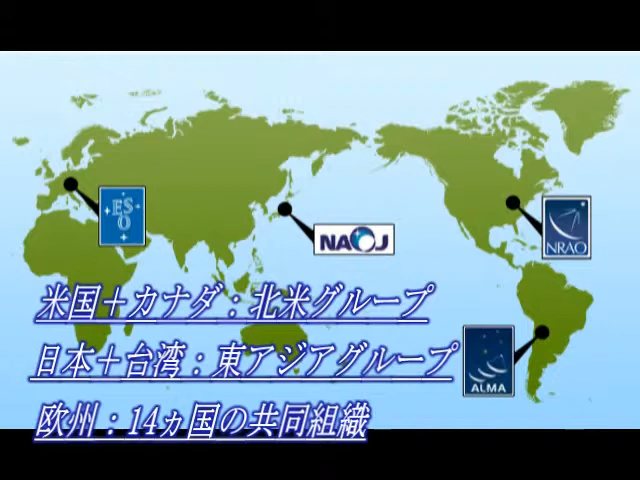 ESO
NAOJ
NRAO
米国＋カナダ：北米グループ
日本＋台湾：東アジアグループ
ALMA
欧州：14ヵ国の共同組織